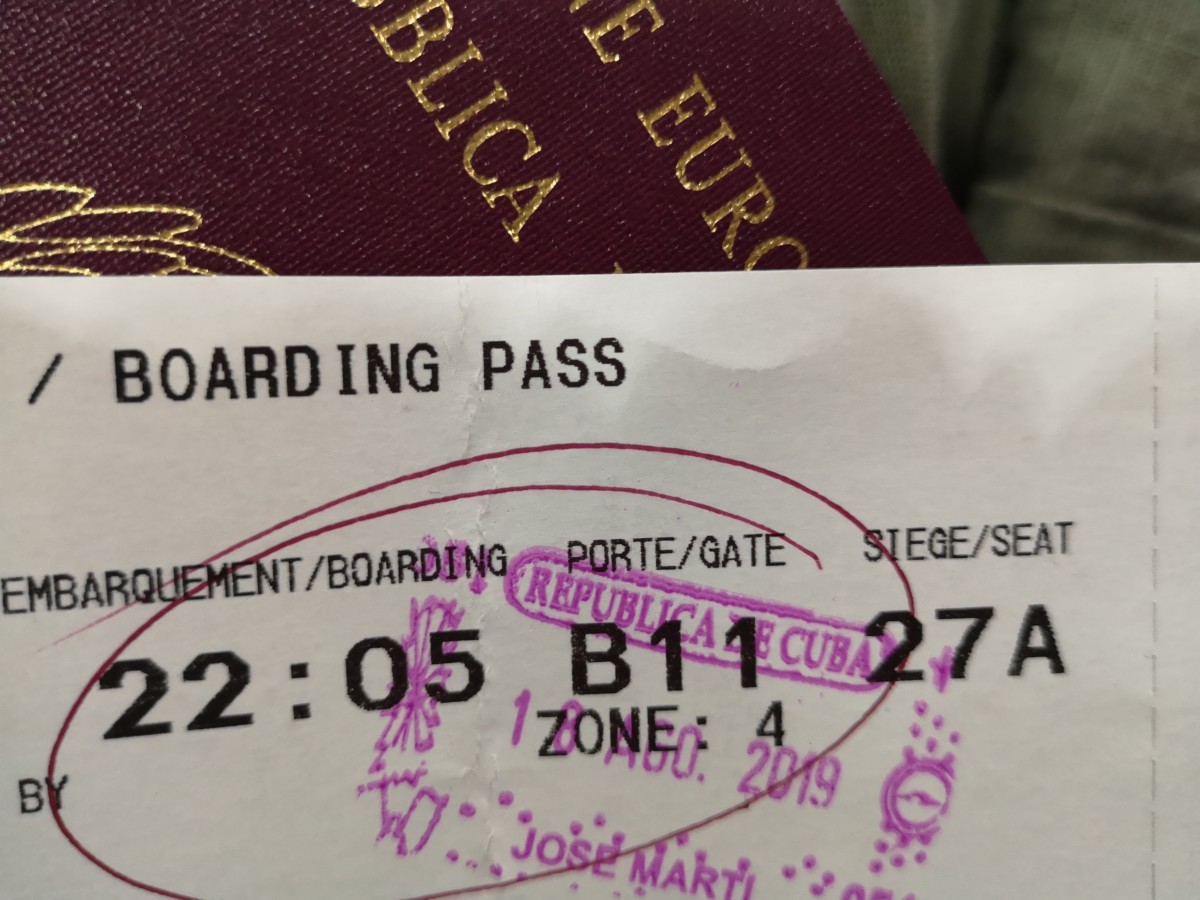 BLICA
E EURO
/ BOARDING PASS
EMBARQUEMENT/BOARDING PORTE/GATE SIEGE/SEAT
22:05 B11 27A
ZONE: 4
BY
REPUBLICA DE CUBA
18 AGO. 2019
JOSE MARTI